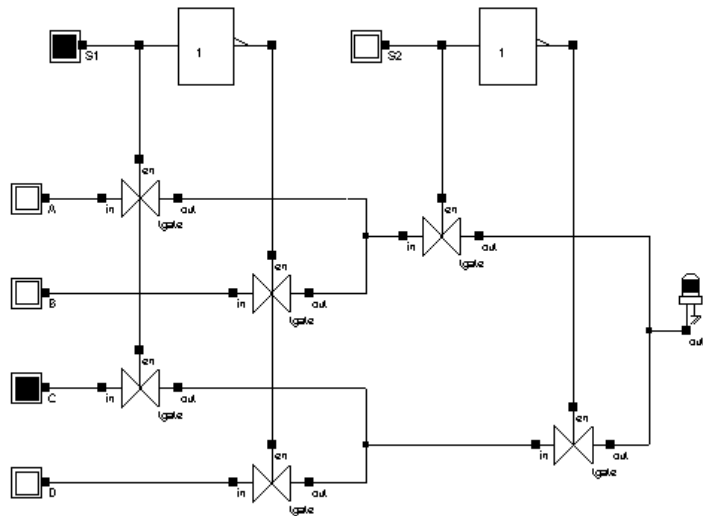 1
1
S1
S2
en
A
in
out
tgate
en
in
out
tgate
en
B
in
out
tgate
en
C
in
out
tgate
out
en
in
out
tgate
en
D
in
out
tgate